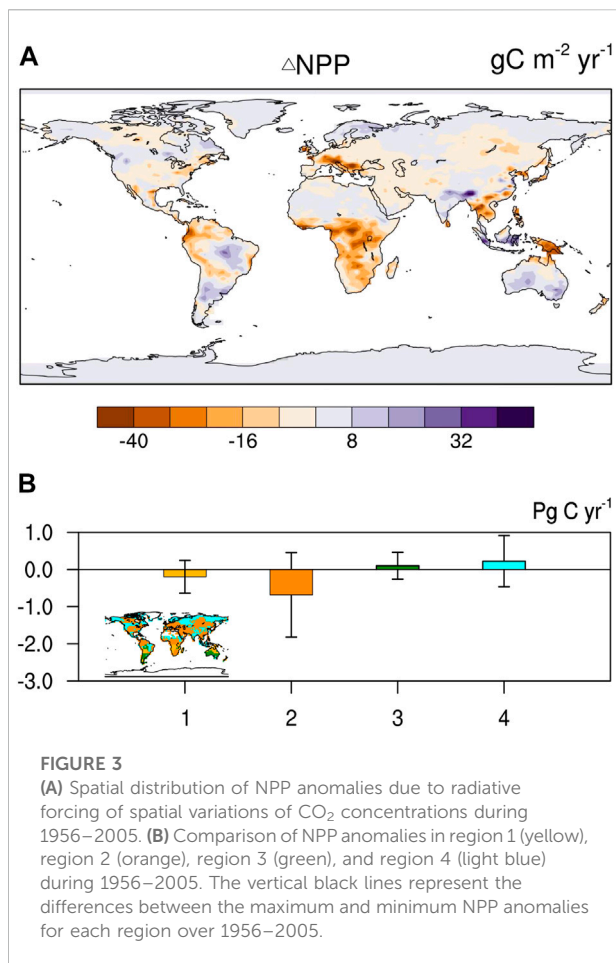 A
△NPP
gC m⁻² yr⁻¹
-40 -16 8 32
B
Pg C yr⁻¹
1.0
0.0
-1.0
-2.0
-3.0
1 2 3 4
FIGURE 3
(A) Spatial distribution of NPP anomalies due to radiative
forcing of spatial variations of CO₂ concentrations during
1956–2005. (B) Comparison of NPP anomalies in region 1 (yellow),
region 2 (orange), region 3 (green), and region 4 (light blue)
during 1956–2005. The vertical black lines represent the
differences between the maximum and minimum NPP anomalies
for each region over 1956–2005.